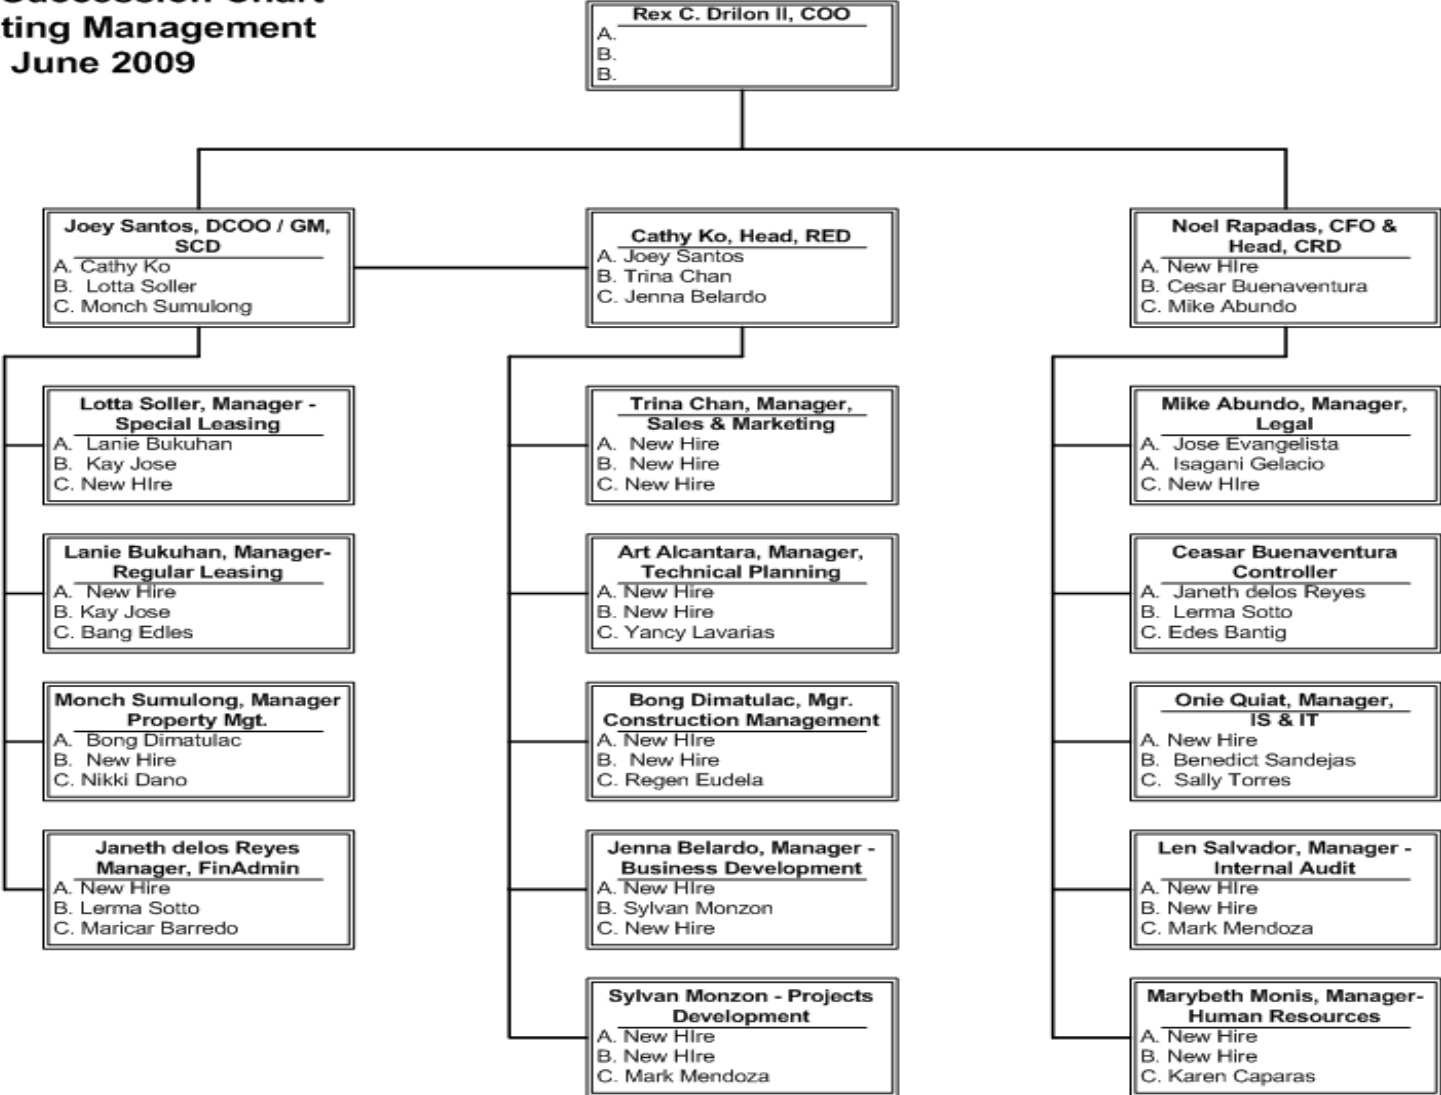 Succession Chart
ting Management
June 2009
Rex C. Drilon II, COO
A.
B.
B.
Joey Santos, DCOO / GM,
SCD
A. Cathy Ko
B. Lotta Soller
C. Monch Sumulong
Cathy Ko, Head, RED
A. Joey Santos
B. Trina Chan
C. Jenna Belardo
Noel Rapadas, CFO &
Head, CRD
A. New HIre
B. Cesar Buenaventura
C. Mike Abundo
Lotta Soller, Manager -
Special Leasing
A. Lanie Bukuhan
B. Kay Jose
C. New HIre
Trina Chan, Manager,
Sales & Marketing
A. New Hire
B. New Hire
C. New Hire
Mike Abundo, Manager,
Legal
A. Jose Evangelista
A. Isagani Gelacio
C. New HIre
Lanie Bukuhan, Manager-
Regular Leasing
A. New Hire
B. Kay Jose
C. Bang Edles
Art Alcantara, Manager,
Technical Planning
A. New Hire
B. New Hire
C. Yancy Lavarias
Ceasar Buenaventura
Controller
A. Janeth delos Reyes
B. Lerma Sotto
C. Edes Bantig
Monch Sumulong, Manager
Property Mgt.
A. Bong Dimatulac
B. New Hire
C. Nikki Dano
Bong Dimatulac, Mgr.
Construction Management
A. New HIre
B. New Hire
C. Regen Eudela
Onie Quiat, Manager,
IS & IT
A. New Hire
B. Benedict Sandejas
C. Sally Torres
Janeth delos Reyes
Manager, FinAdmin
A. New Hire
B. Lerma Sotto
C. Maricar Barredo
Jenna Belardo, Manager -
Business Development
A. New HIre
B. Sylvan Monzon
C. New Hire
Len Salvador, Manager -
Internal Audit
A. New HIre
B. New Hire
C. Mark Mendoza
Sylvan Monzon - Projects
Development
A. New HIre
B. New HIre
C. Mark Mendoza
Marybeth Monis, Manager-
Human Resources
A. New Hire
B. New Hire
C. Karen Caparas